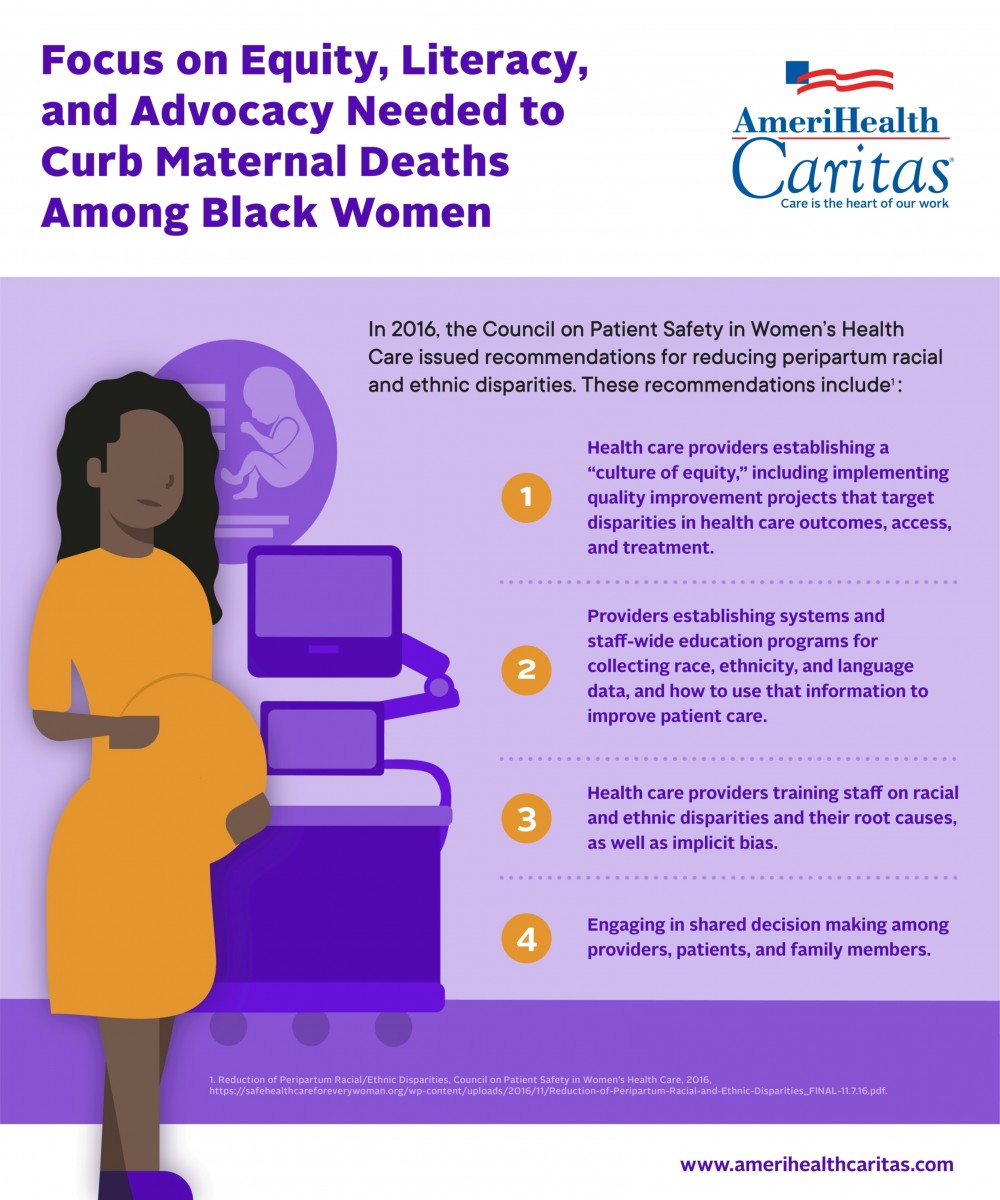 Focus on Equity, Literacy,
and Advocacy Needed to
Curb Maternal Deaths
Among Black Women
AmeriHealth
Caritas®
Care is the heart of our work
In 2016, the Council on Patient Safety in Women’s Health
Care issued recommendations for reducing peripartum racial
and ethnic disparities. These recommendations include¹:
1
Health care providers establishing a
“culture of equity,” including implementing
quality improvement projects that target
disparities in health care outcomes, access,
and treatment.
2
Providers establishing systems and
staff-wide education programs for
collecting race, ethnicity, and language
data, and how to use that information to
improve patient care.
3
Health care providers training staff on racial
and ethnic disparities and their root causes,
as well as implicit bias.
4
Engaging in shared decision making among
providers, patients, and family members.
1. Reduction of Peripartum Racial/Ethnic Disparities, Council on Patient Safety in Women's Health Care, 2016,
https://safehealthcareforeverywoman.org/wp-content/uploads/2016/11/Reduction-of-Peripartum-Racial-and-Ethnic-Disparities_FINAL-11.7.16.pdf.
www.amerihealthcaritas.com